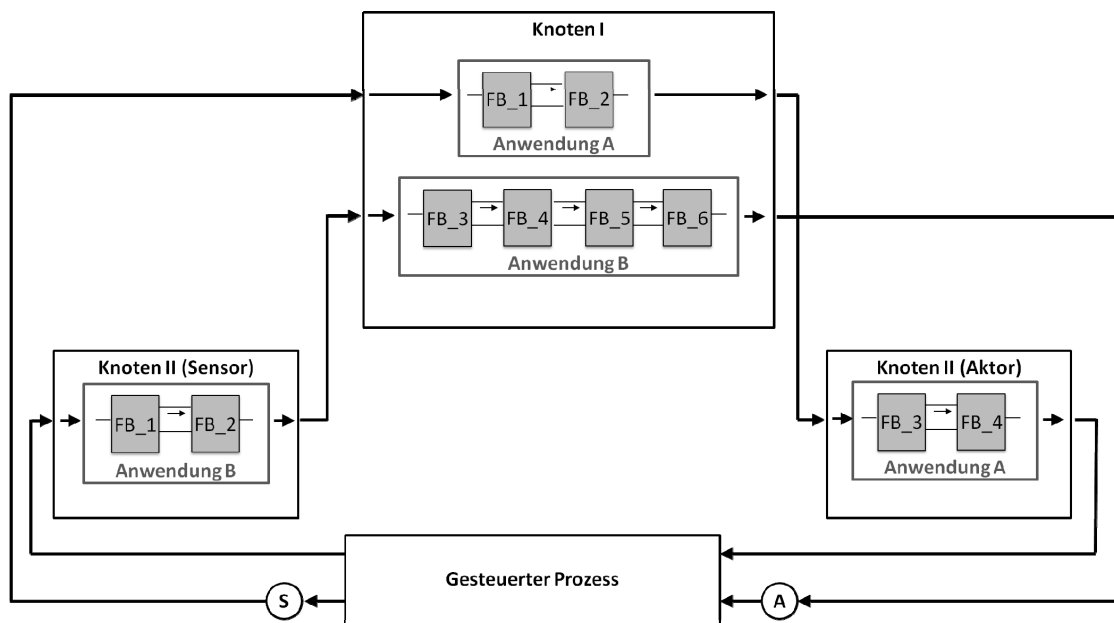 Knoten I
FB_1
FB_2
Anwendung A
FB_3
FB_4
FB_5
FB_6
Anwendung B
Knoten II (Sensor)
FB_1
FB_2
Anwendung B
Knoten II (Aktor)
FB_3
FB_4
Anwendung A
Gesteuerter Prozess
S
A